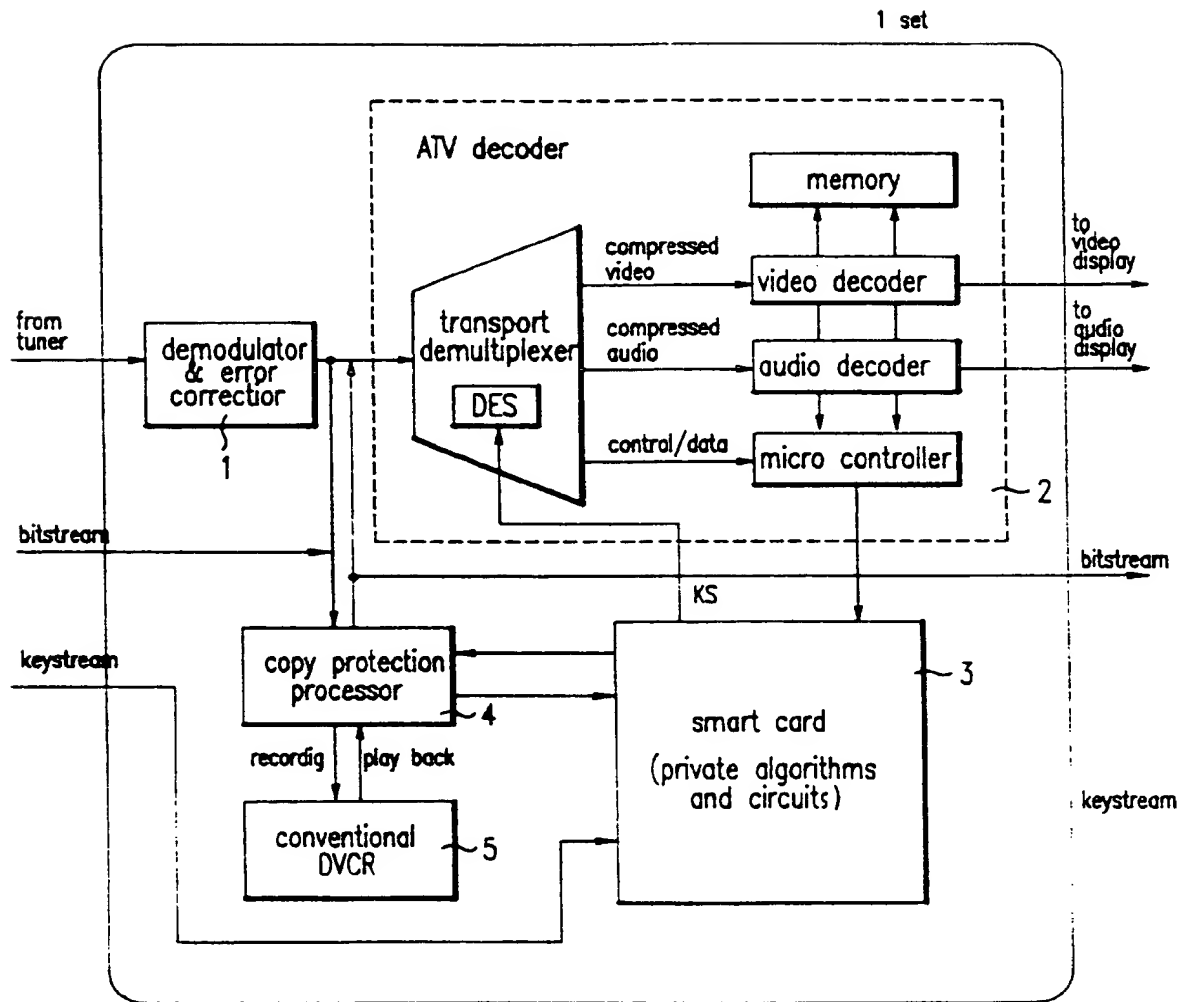 1 set
ATV decoder
memory
compressed
video
to
video
display
video decoder
from
tuner
demodulator
& error
correctior
1
transport
demultiplexer
DES
compressed
audio
to
audio
display
audio decoder
control/data
micro controller
2
bitstream
bitstream
KS
keystream
copy protection
processor
4
3
smart card
(private algorithms
and circuits)
recordig
play back
keystream
conventional
DVCR
5